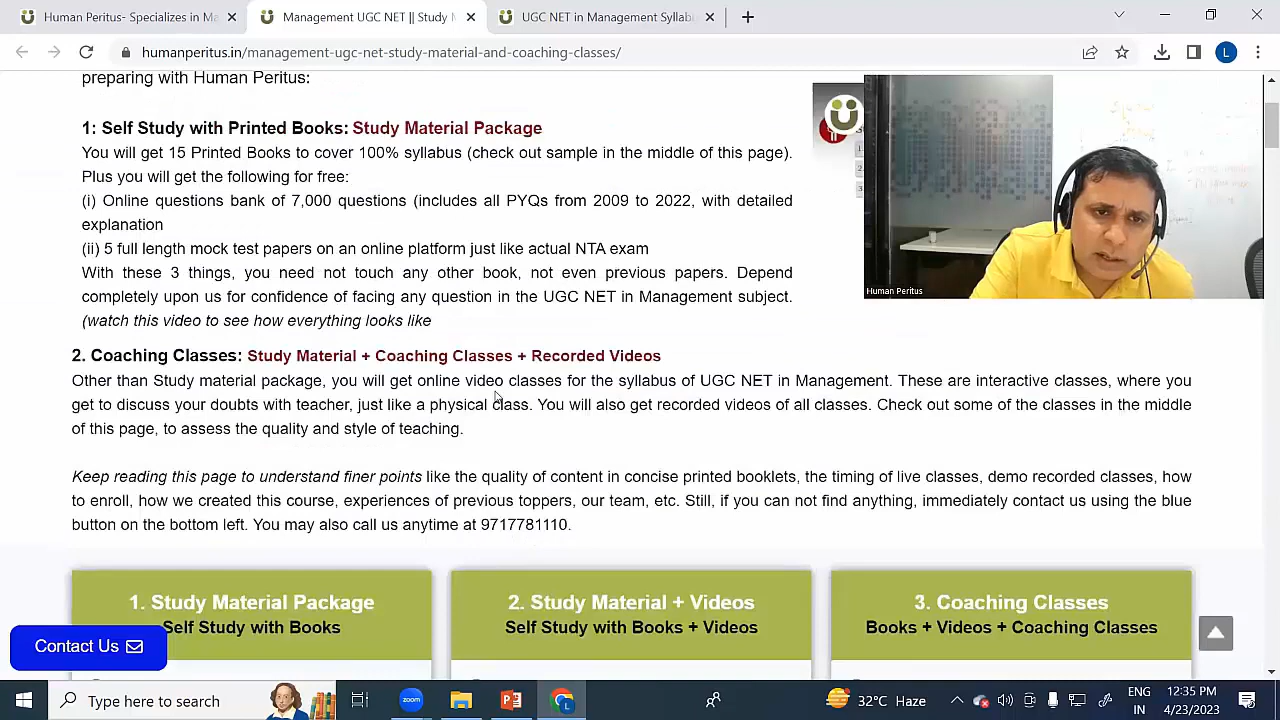 Human Peritus- Specializes in Ma
Management UGC NET || Study M
UGC NET in Management Syllab
humanperitus.in/management-ugc-net-study-material-and-coaching-classes/
L
preparing with Human Peritus:
1: Self Study with Printed Books: Study Material Package
You will get 15 Printed Books to cover 100% syllabus (check out sample in the middle of this page).
Plus you will get the following for free:
(i) Online questions bank of 7,000 questions (includes all PYQs from 2009 to 2022, with detailed
explanation
(ii) 5 full length mock test papers on an online platform just like actual NTA exam
With these 3 things, you need not touch any other book, not even previous papers. Depend
completely upon us for confidence of facing any question in the UGC NET in Management subject.
(watch this video to see how everything looks like
Human Peritus
2. Coaching Classes: Study Material + Coaching Classes + Recorded Videos
Other than Study material package, you will get online video classes for the syllabus of UGC NET in Management. These are interactive classes, where you
get to discuss your doubts with teacher, just like a physical class. You will also get recorded videos of all classes. Check out some of the classes in the middle
of this page, to assess the quality and style of teaching.
Keep reading this page to understand finer points like the quality of content in concise printed booklets, the timing of live classes, demo recorded classes, how
to enroll, how we created this course, experiences of previous toppers, our team, etc. Still, if you can not find anything, immediately contact us using the blue
button on the bottom left. You may also call us anytime at 9717781110.
1. Study Material Package
Self Study with Books
2. Study Material + Videos
Self Study with Books + Videos
3. Coaching Classes
Books + Videos + Coaching Classes
Contact Us
Type here to search
zoom
32°C Haze
ENG
IN
12:35 PM
4/23/2023